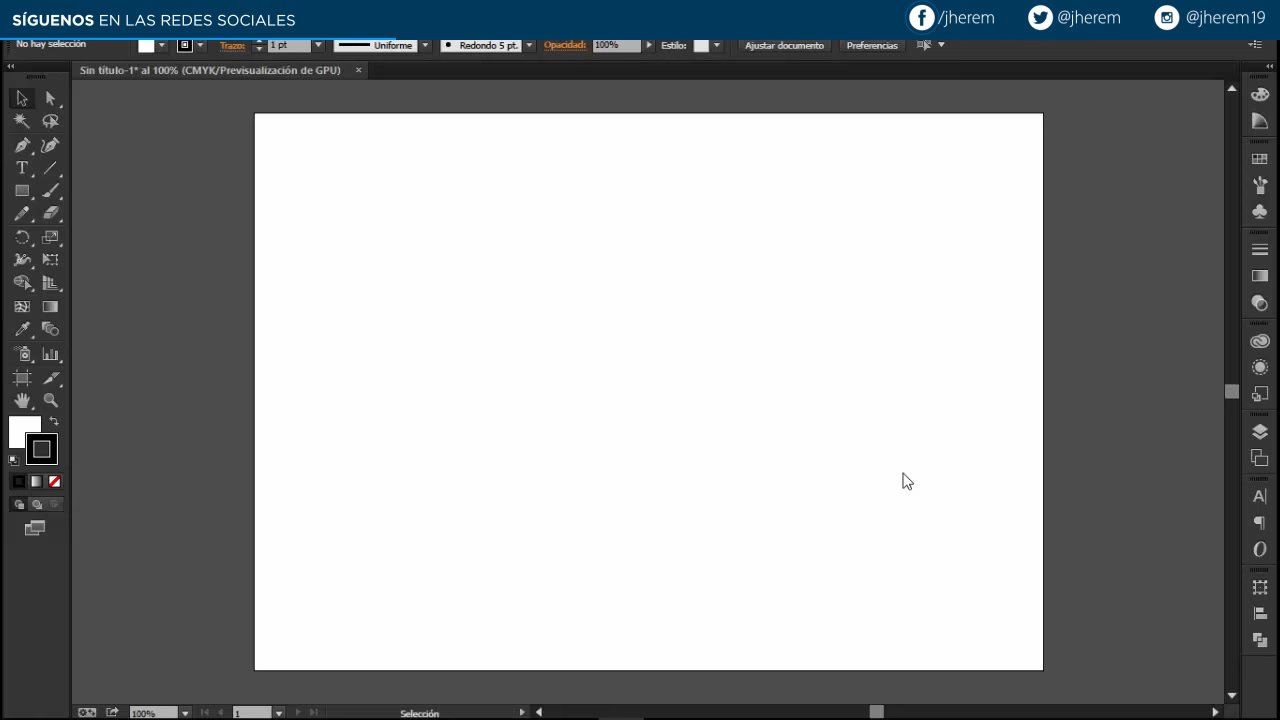 SÍGUENOS EN LAS REDES SOCIALES
/jherem
@jherem
@jherem19
No hay selección
Trazo:
1 pt
Uniforme
Redondo 5 pt.
Opacidad:
100%
Estilo:
Ajustar documento
Preferencias
Sin título-1* al 100% (CMYK/Previsualización de GPU)
100%
1
Selección